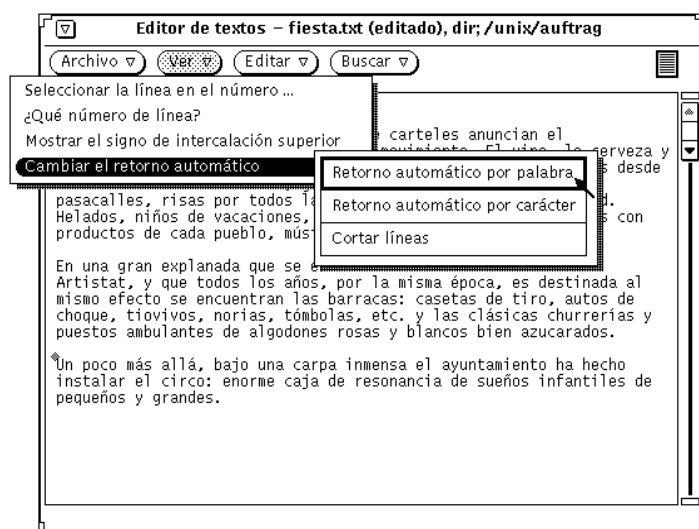 Editor de textos – fiesta.txt (editado), dir; /unix/auftrag
Archivo Ver Editar Buscar
Seleccionar la línea en el número ...
¿Qué número de línea?
Mostrar el signo de intercalación superior
Cambiar el retorno automático
Retorno automático por palabra
Retorno automático por carácter
Cortar líneas
carteles anuncian el
cerveza y
desde
pasacalles, risas por todos
Helados, niños de vacaciones, con
productos de cada pueblo,
En una gran explanada que se
Artistat, y que todos los años, por la misma época, es destinada al
mismo efecto se encuentran las barracas: casetas de tiro, autos de
choque, tiovivos, norias, tómbolas, etc. y las clásicas churrerías y
puestos ambulantes de algodones rosas y blancos bien azucarados.
Un poco más allá, bajo una carpa inmensa el ayuntamiento ha hecho
instalar el circo: enorme caja de resonancia de sueños infantiles de
pequeños y grandes.